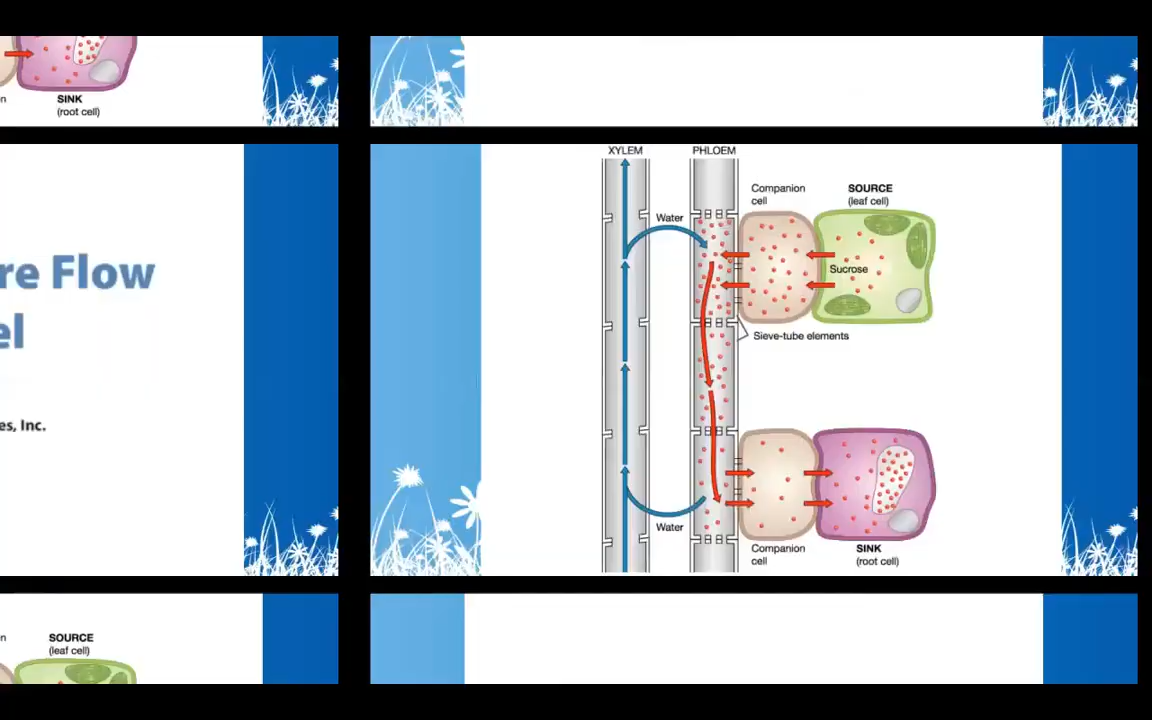 n
SINK
(root cell)
re Flow
el
es, Inc.
n
SOURCE
(leaf cell)
XYLEM
PHLOEM
Companion
cell
SOURCE
(leaf cell)
Water
Sucrose
Sieve-tube elements
Water
Companion
cell
SINK
(root cell)